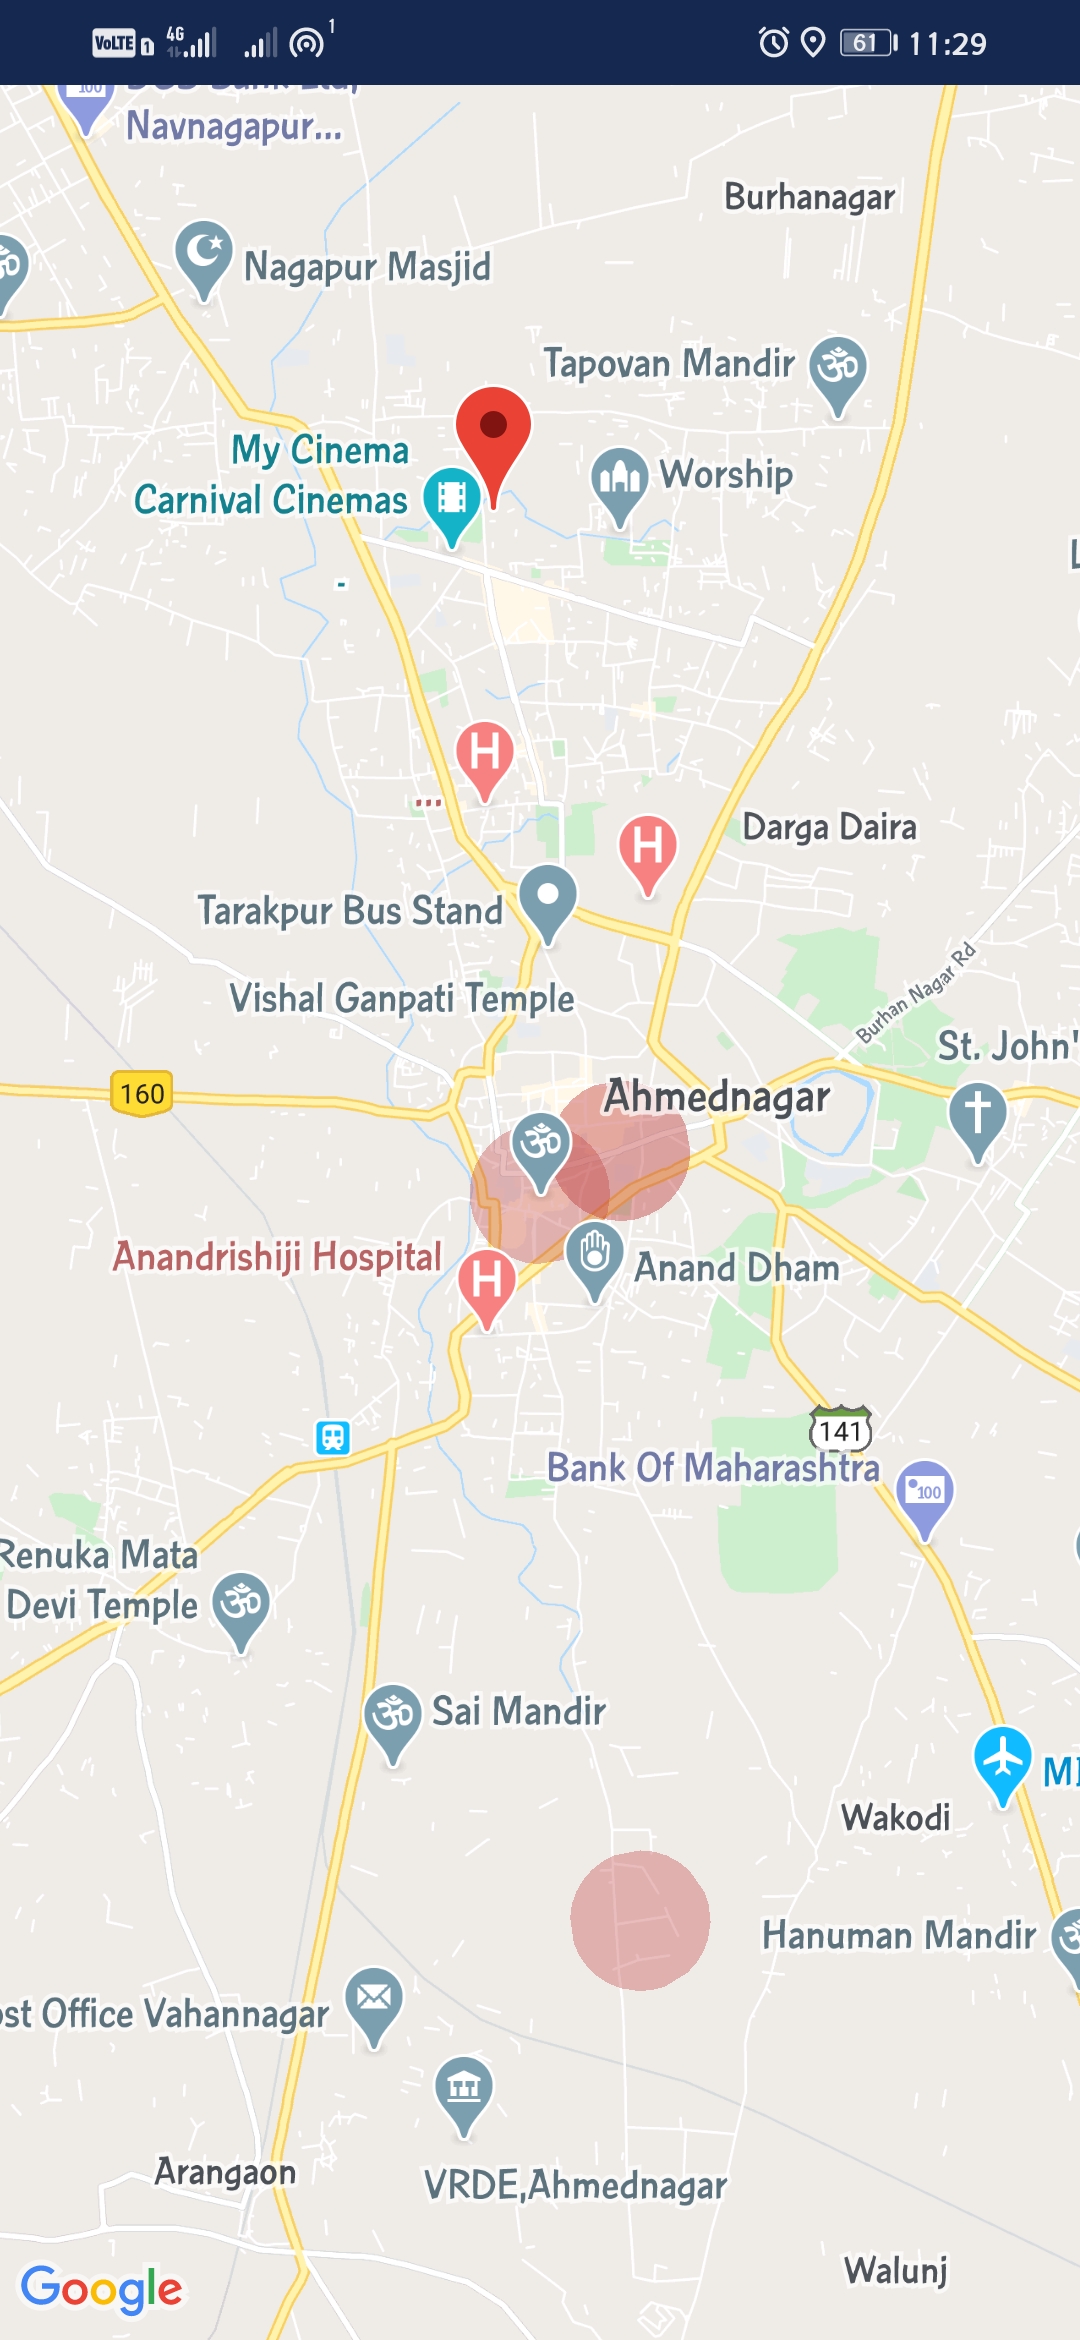 VoLTE 1 4G 1 61 11:29
100
Navnagapur...
Burhanagar
Nagapur Masjid
Tapovan Mandir
My Cinema
Carnival Cinemas
Worship
H
...
H
Darga Daira
Tarakpur Bus Stand
Vishal Ganpati Temple
Burhan Nagar Rd
St. John'
160
Ahmednagar
ॐ
Anandrishiji Hospital
H
Anand Dham
141
Bank Of Maharashtra
100
Renuka Mata
Devi Temple
ॐ
Sai Mandir
ॐ
Wakodi
Hanuman Mandir
ost Office Vahannagar
VRDE,Ahmednagar
Arangaon
Walunj
Google